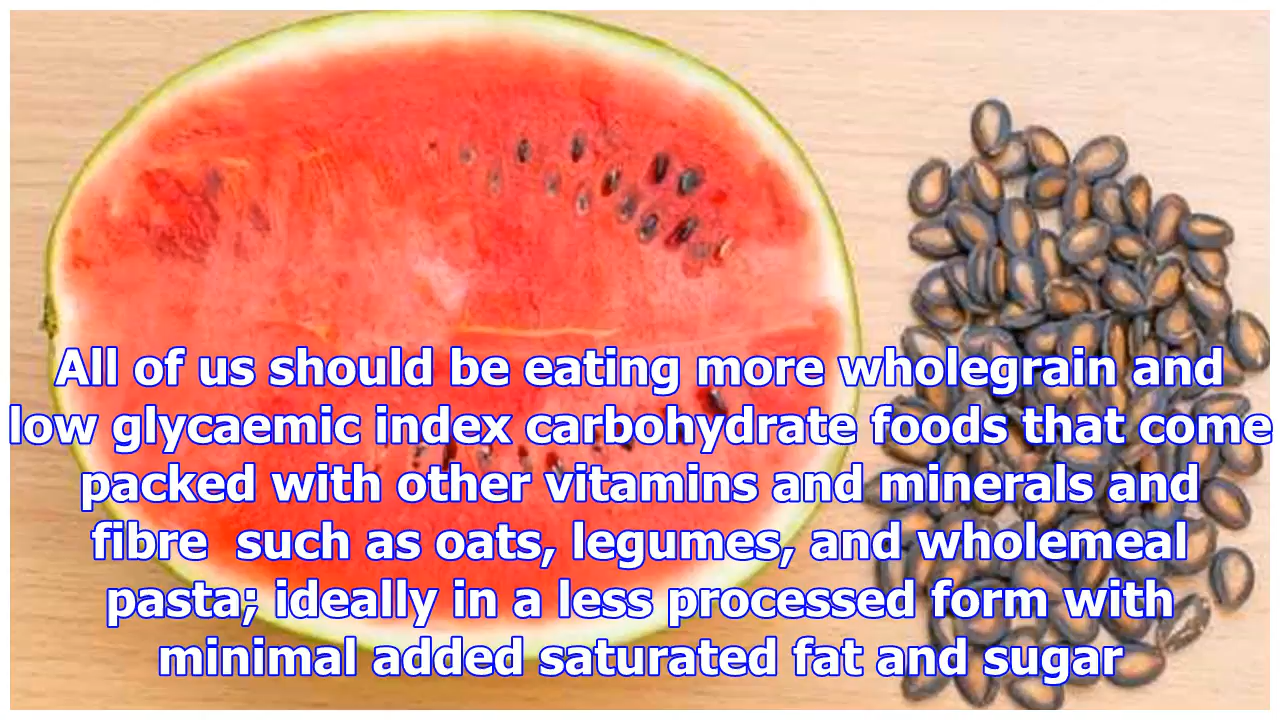 All of us should be eating more wholegrain and
low glycaemic index carbohydrate foods that come
packed with other vitamins and minerals and
fibre  such as oats, legumes, and wholemeal
pasta; ideally in a less processed form with
minimal added saturated fat and sugar